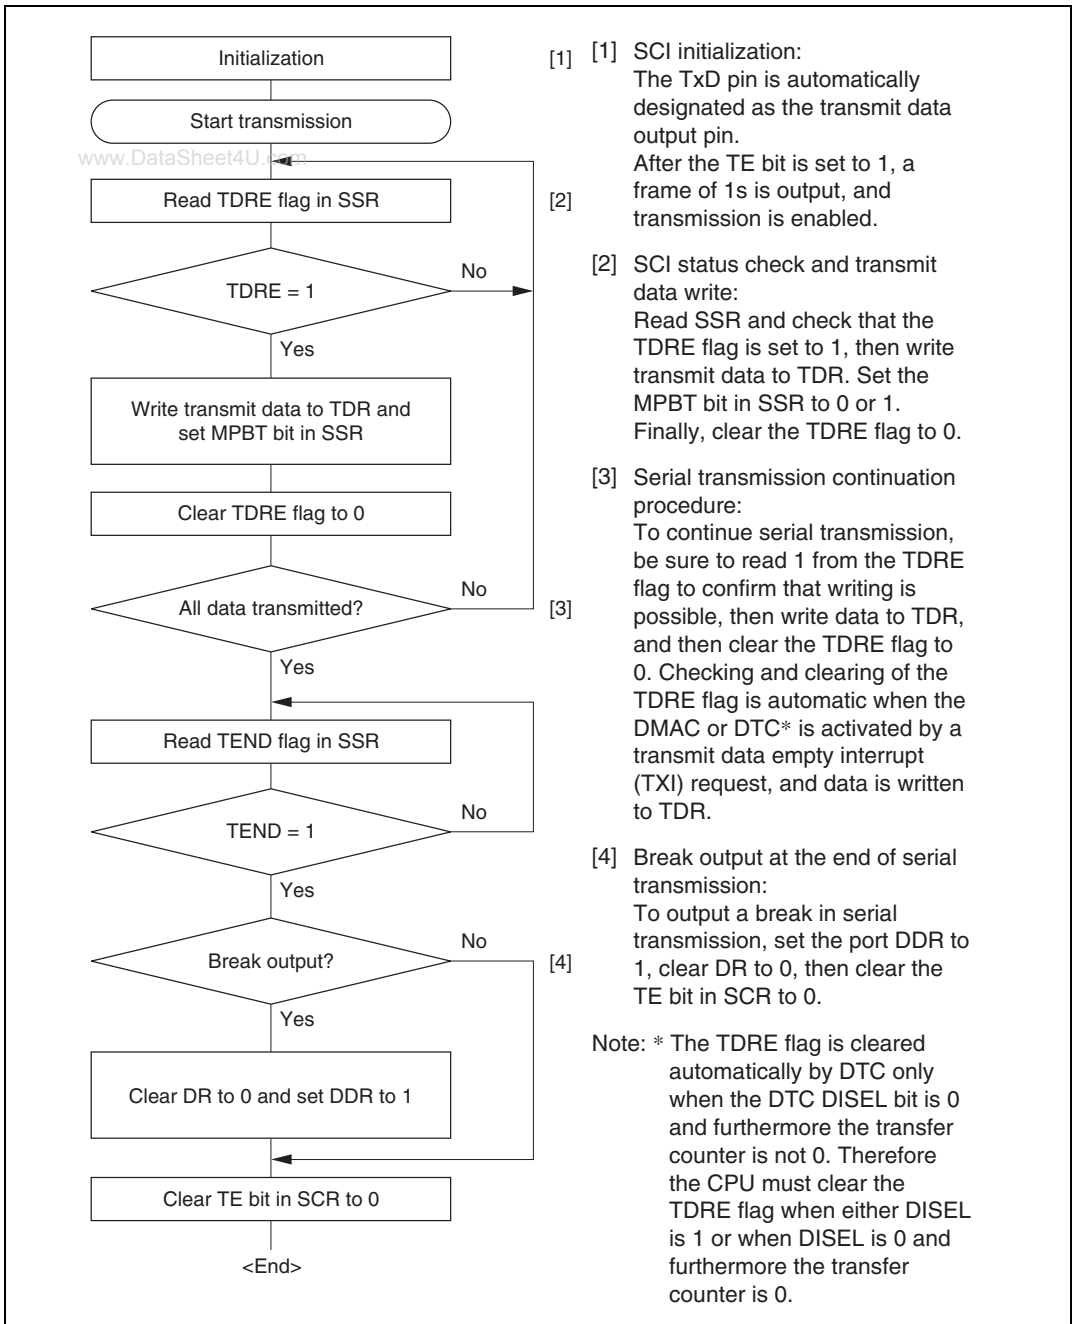 Initialization
[1]
Start transmission
www.DataSheet4U.com
Read TDRE flag in SSR
[2]
TDRE = 1
No
Yes
Write transmit data to TDR and
set MPBT bit in SSR
Clear TDRE flag to 0
All data transmitted?
No
[3]
Yes
Read TEND flag in SSR
TEND = 1
No
Yes
Break output?
No
[4]
Yes
Clear DR to 0 and set DDR to 1
Clear TE bit in SCR to 0
<End>
[1] SCI initialization:
The TxD pin is automatically
designated as the transmit data
output pin.
After the TE bit is set to 1, a
frame of 1s is output, and
transmission is enabled.
[2] SCI status check and transmit
data write:
Read SSR and check that the
TDRE flag is set to 1, then write
transmit data to TDR. Set the
MPBT bit in SSR to 0 or 1.
Finally, clear the TDRE flag to 0.
[3] Serial transmission continuation
procedure:
To continue serial transmission,
be sure to read 1 from the TDRE
flag to confirm that writing is
possible, then write data to TDR,
and then clear the TDRE flag to
0. Checking and clearing of the
TDRE flag is automatic when the
DMAC or DTC* is activated by a
transmit data empty interrupt
(TXI) request, and data is written
to TDR.
[4] Break output at the end of serial
transmission:
To output a break in serial
transmission, set the port DDR to
1, clear DR to 0, then clear the
TE bit in SCR to 0.
Note: * The TDRE flag is cleared
automatically by DTC only
when the DTC DISEL bit is 0
and furthermore the transfer
counter is not 0. Therefore
the CPU must clear the
TDRE flag when either DISEL
is 1 or when DISEL is 0 and
furthermore the transfer
counter is 0.